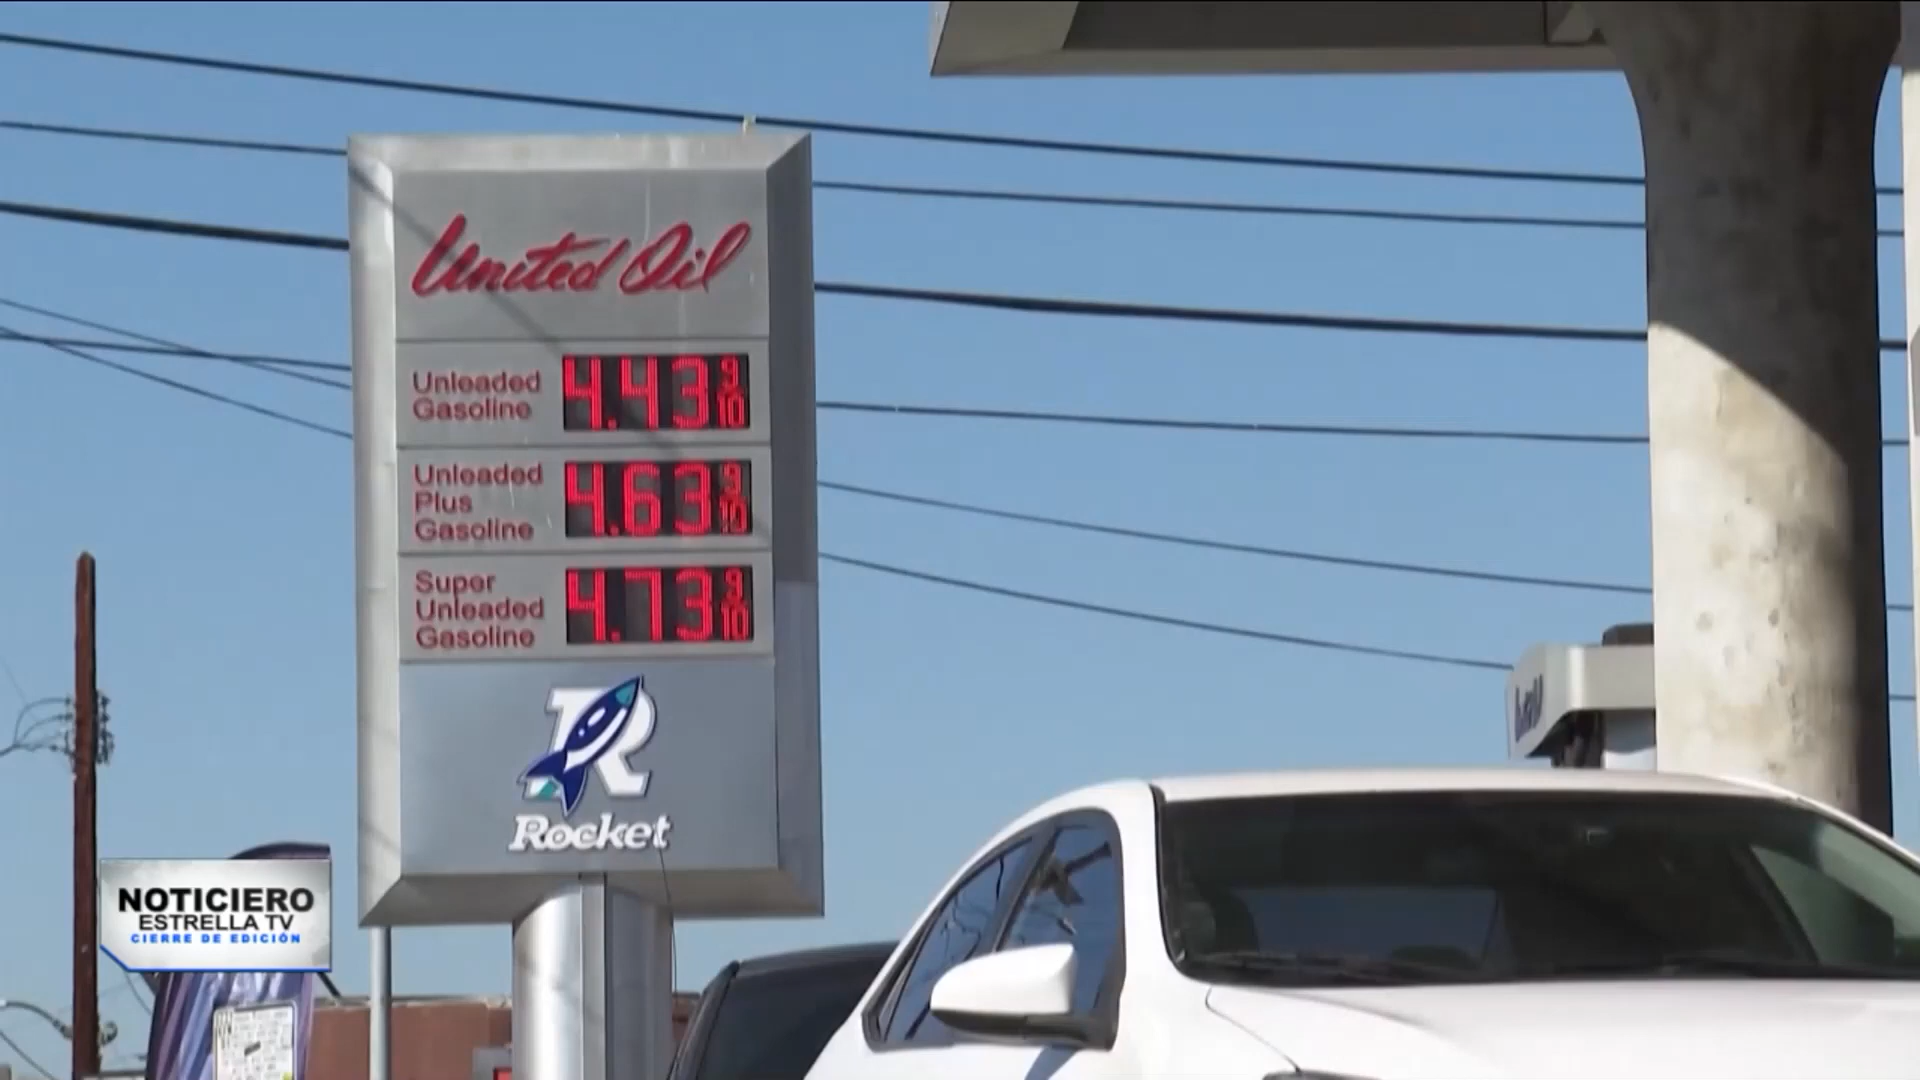 United Oil
Unleaded
Gasoline
4.43 9/10
Unleaded
Plus
Gasoline
4.63 9/10
Super
Unleaded
Gasoline
4.73 9/10
R
Rocket
NOTICIERO
ESTRELLA TV
CIERRE DE EDICIÓN